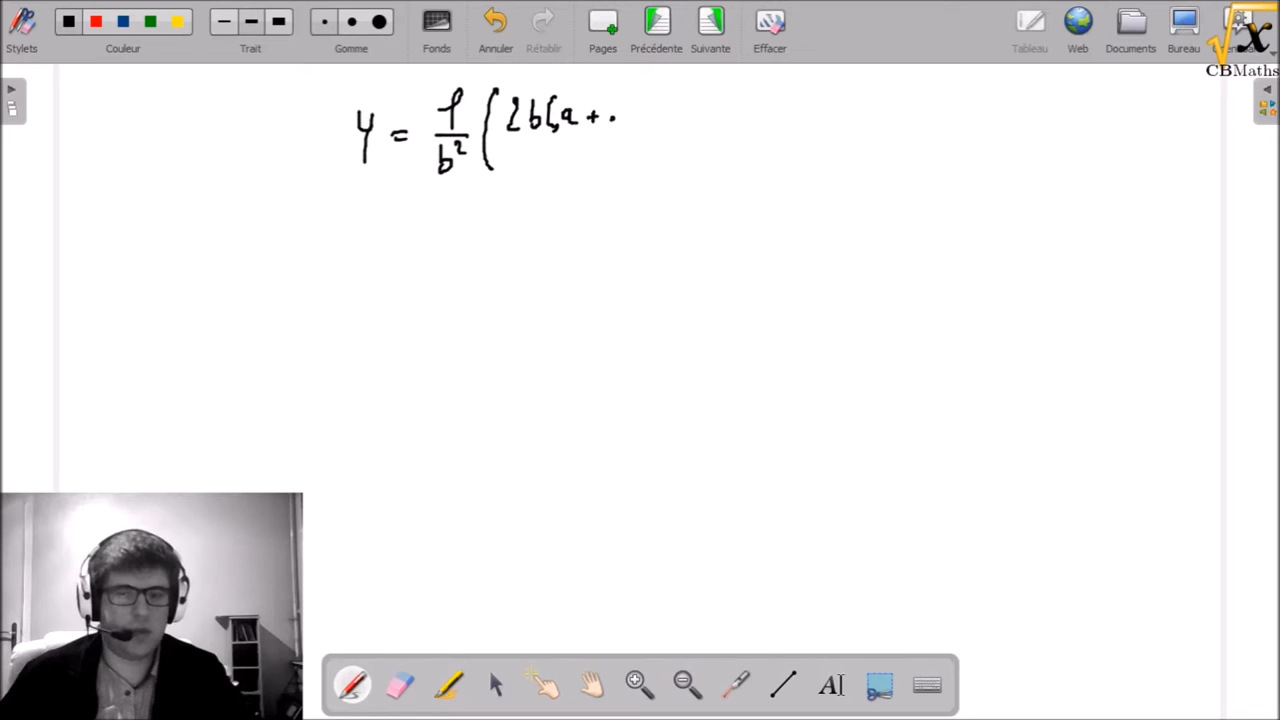 Stylets Couleur Trait Gomme Fonds Annuler Rétablir Pages Précédente Suivante Effacer Tableau Web Documents Bureau
CBMaths
y = 1/b² ( 2b(a + .
AI